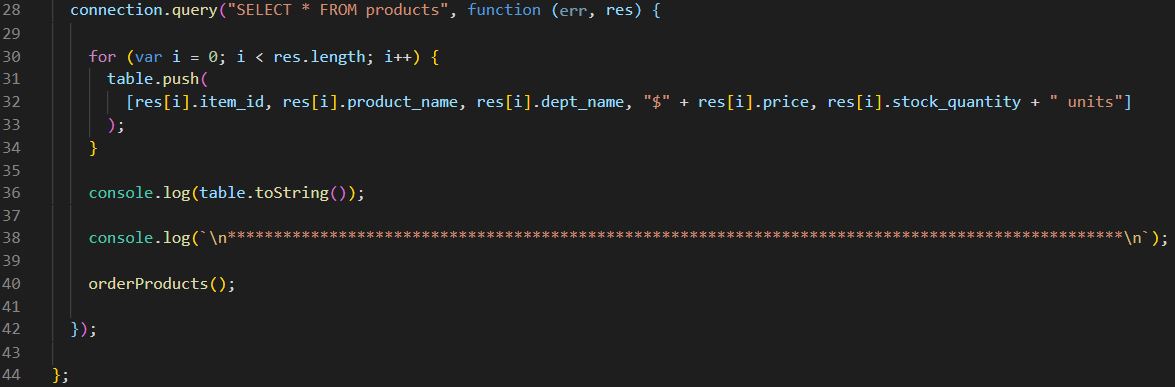 28 connection.query("SELECT * FROM products", function (err, res) {
29
30 for (var i = 0; i < res.length; i++) {
31 table.push(
32 [res[i].item_id, res[i].product_name, res[i].dept_name, "$" + res[i].price, res[i].stock_quantity + " units"]
33 );
34 }
35
36 console.log(table.toString());
37
38 console.log(`\n*************************************************************************************************\n`);
39
40 orderProducts();
41
42 });
43
44 };